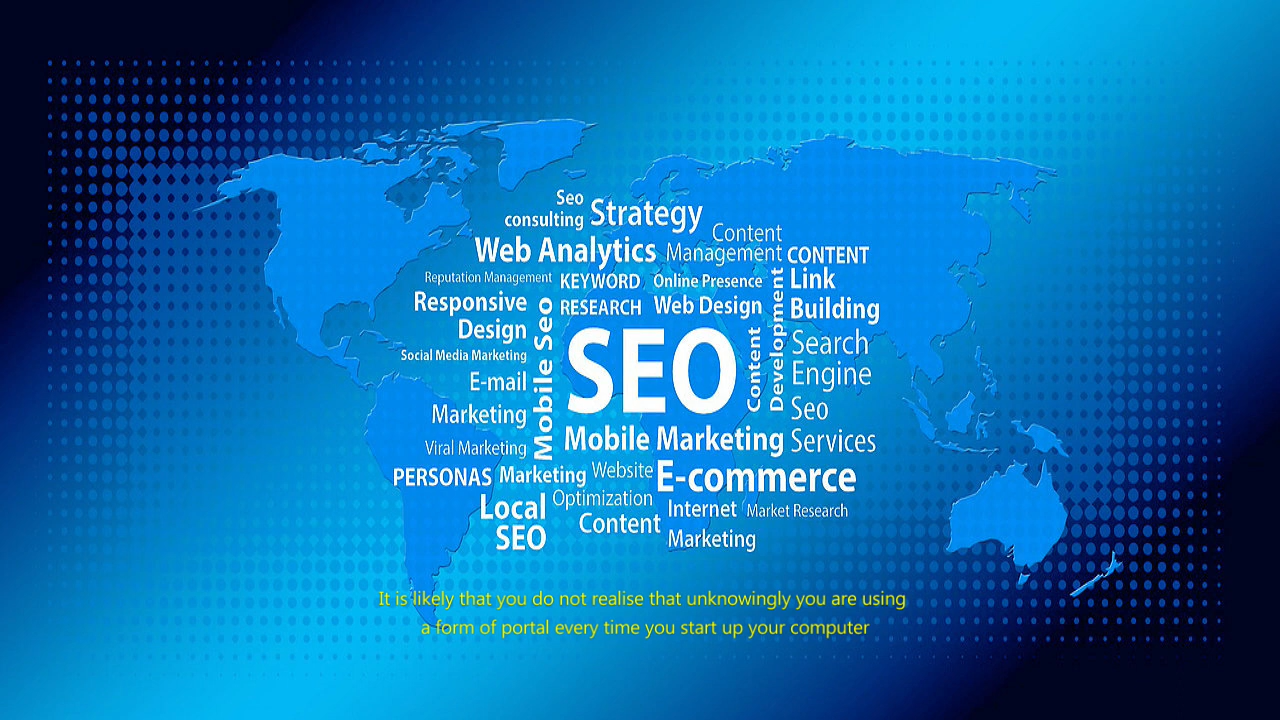 Seo
consulting
Strategy
Content
Management
Web Analytics
CONTENT
Reputation Management
KEYWORD
RESEARCH
Online Presence
Web Design
Link
Building
Responsive
Design
Mobile Seo
SEO
Content
Development
Search
Engine
Seo
Services
Social Media Marketing
E-mail
Marketing
Viral Marketing
Mobile Marketing
PERSONAS
Marketing
Website
Optimization
E-commerce
Local
SEO
Content
Internet
Marketing
Market Research
It is likely that you do not realise that unknowingly you are using
a form of portal every time you start up your computer